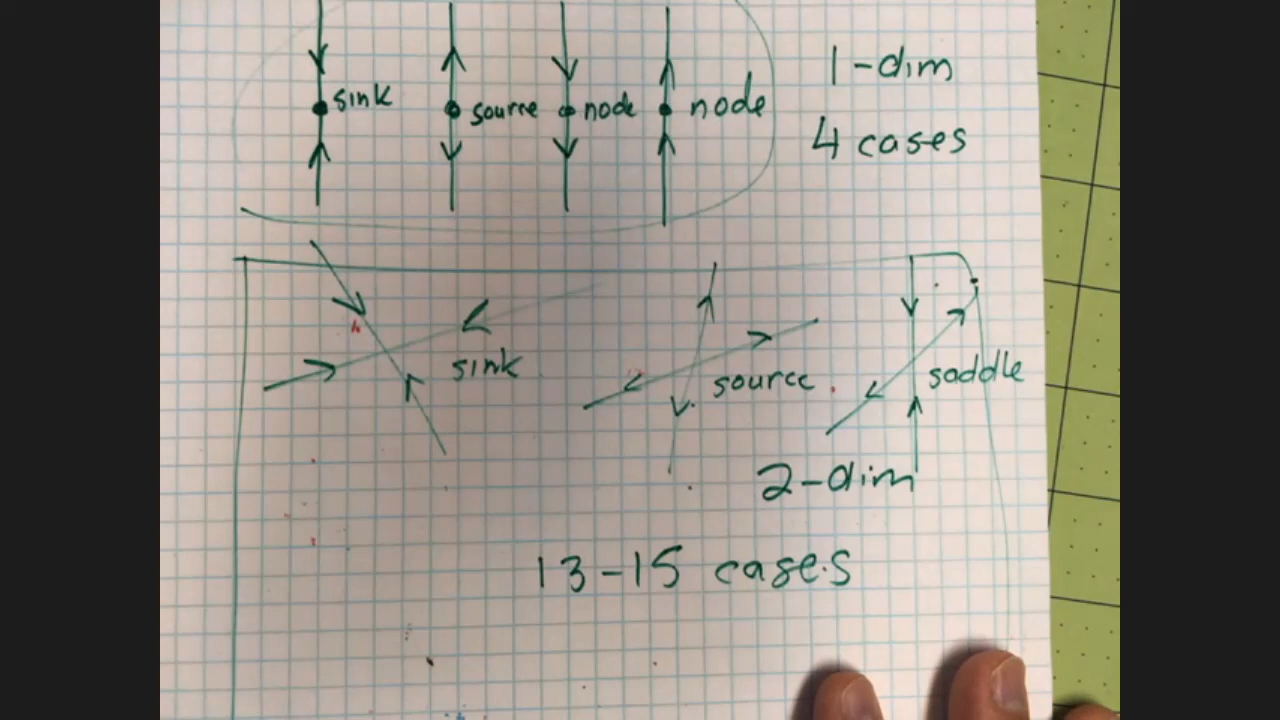 sink source node node
1-dim
4 cases
sink source saddle
2-dim
13-15 cases